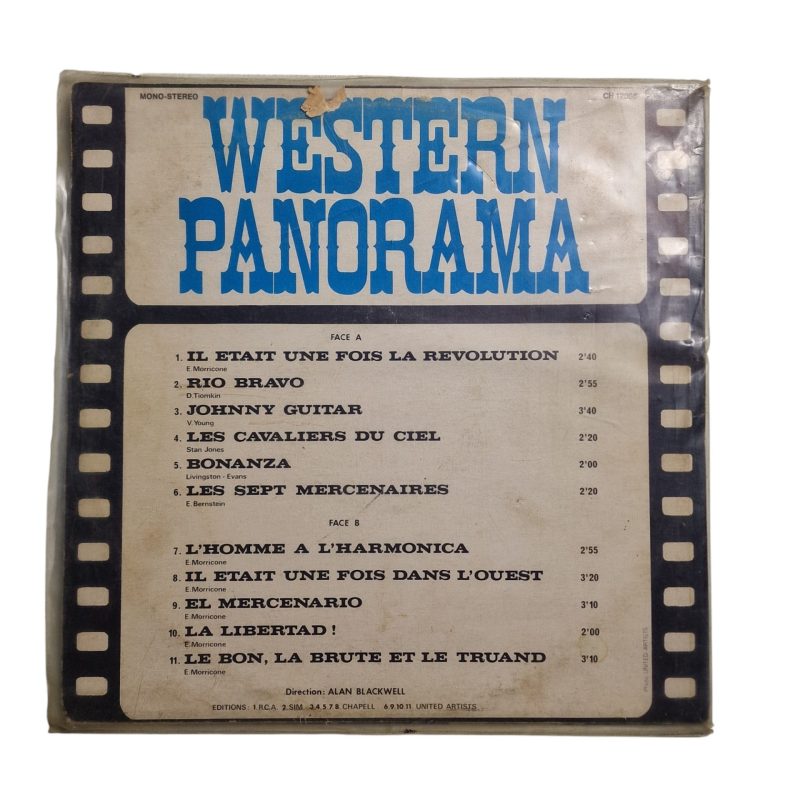 MONO-STEREO CH 12066
WESTERN
PANORAMA
FACE A
1. IL ETAIT UNE FOIS LA REVOLUTION 2'40
E. Morricone
2. RIO BRAVO 2'55
D. Tiomkin
3. JOHNNY GUITAR 3'40
V. Young
4. LES CAVALIERS DU CIEL 2'20
Stan Jones
5. BONANZA 2'00
Livingston - Evans
6. LES SEPT MERCENAIRES 2'20
E. Bernstein
FACE B
7. L'HOMME A L'HARMONICA 2'55
E. Morricone
8. IL ETAIT UNE FOIS DANS L'OUEST 3'20
E. Morricone
9. EL MERCENARIO 3'10
E. Morricone
10. LA LIBERTAD ! 2'00
E. Morricone
11. LE BON, LA BRUTE ET LE TRUAND 3'10
E. Morricone
Direction: ALAN BLACKWELL
EDITIONS : 1 R.C.A. 2.SIM. 3.4.5.7.8. CHAPELL 6.9.10.11 UNITED ARTISTS
UNITED ARTISTS